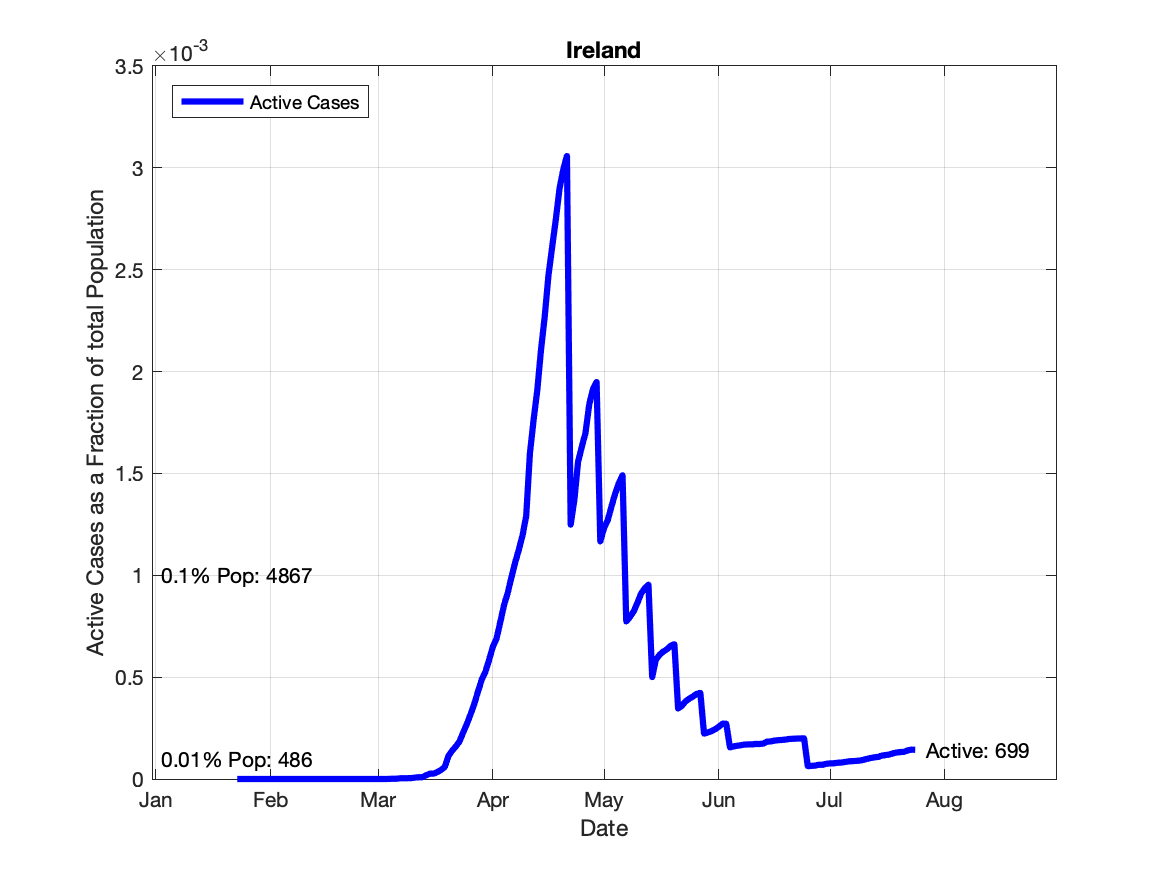 Ireland
×10-3
3.5
Active Cases
3
2.5
2
1.5
1
0.1% Pop: 4867
0.5
0.01% Pop: 486
Active: 699
0
Jan Feb Mar Apr May Jun Jul Aug
Date
Active Cases as a Fraction of total Population